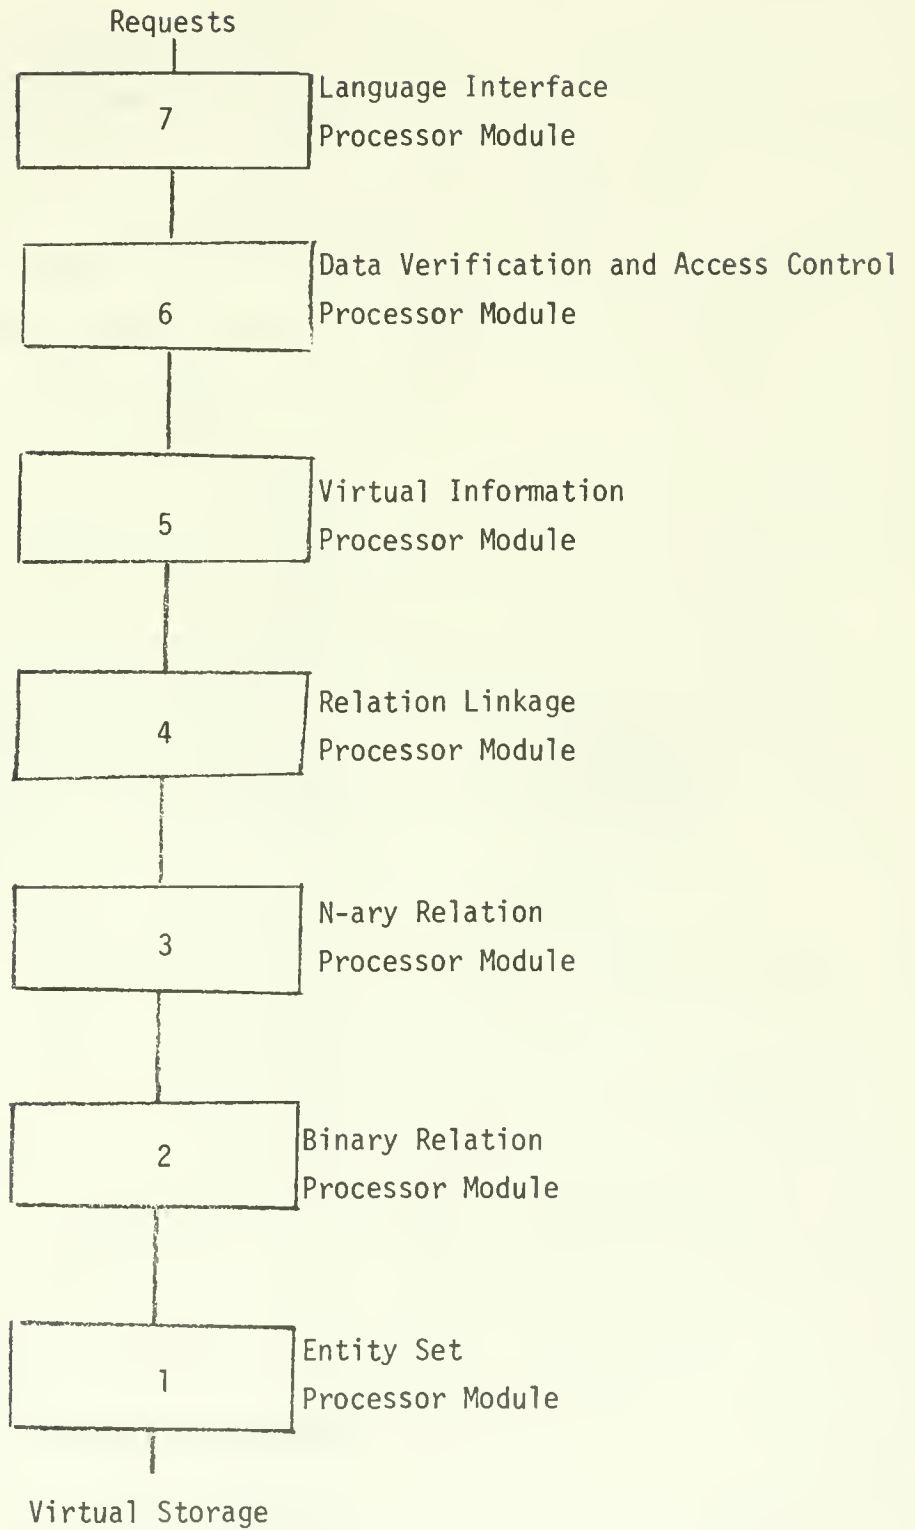 Requests
7
Language Interface
Processor Module
Data Verification and Access Control
6
Processor Module
Virtual Information
5
Processor Module
Relation Linkage
4
Processor Module
N-ary Relation
3
Processor Module
Binary Relation
2
Processor Module
Entity Set
1
Processor Module
Virtual Storage